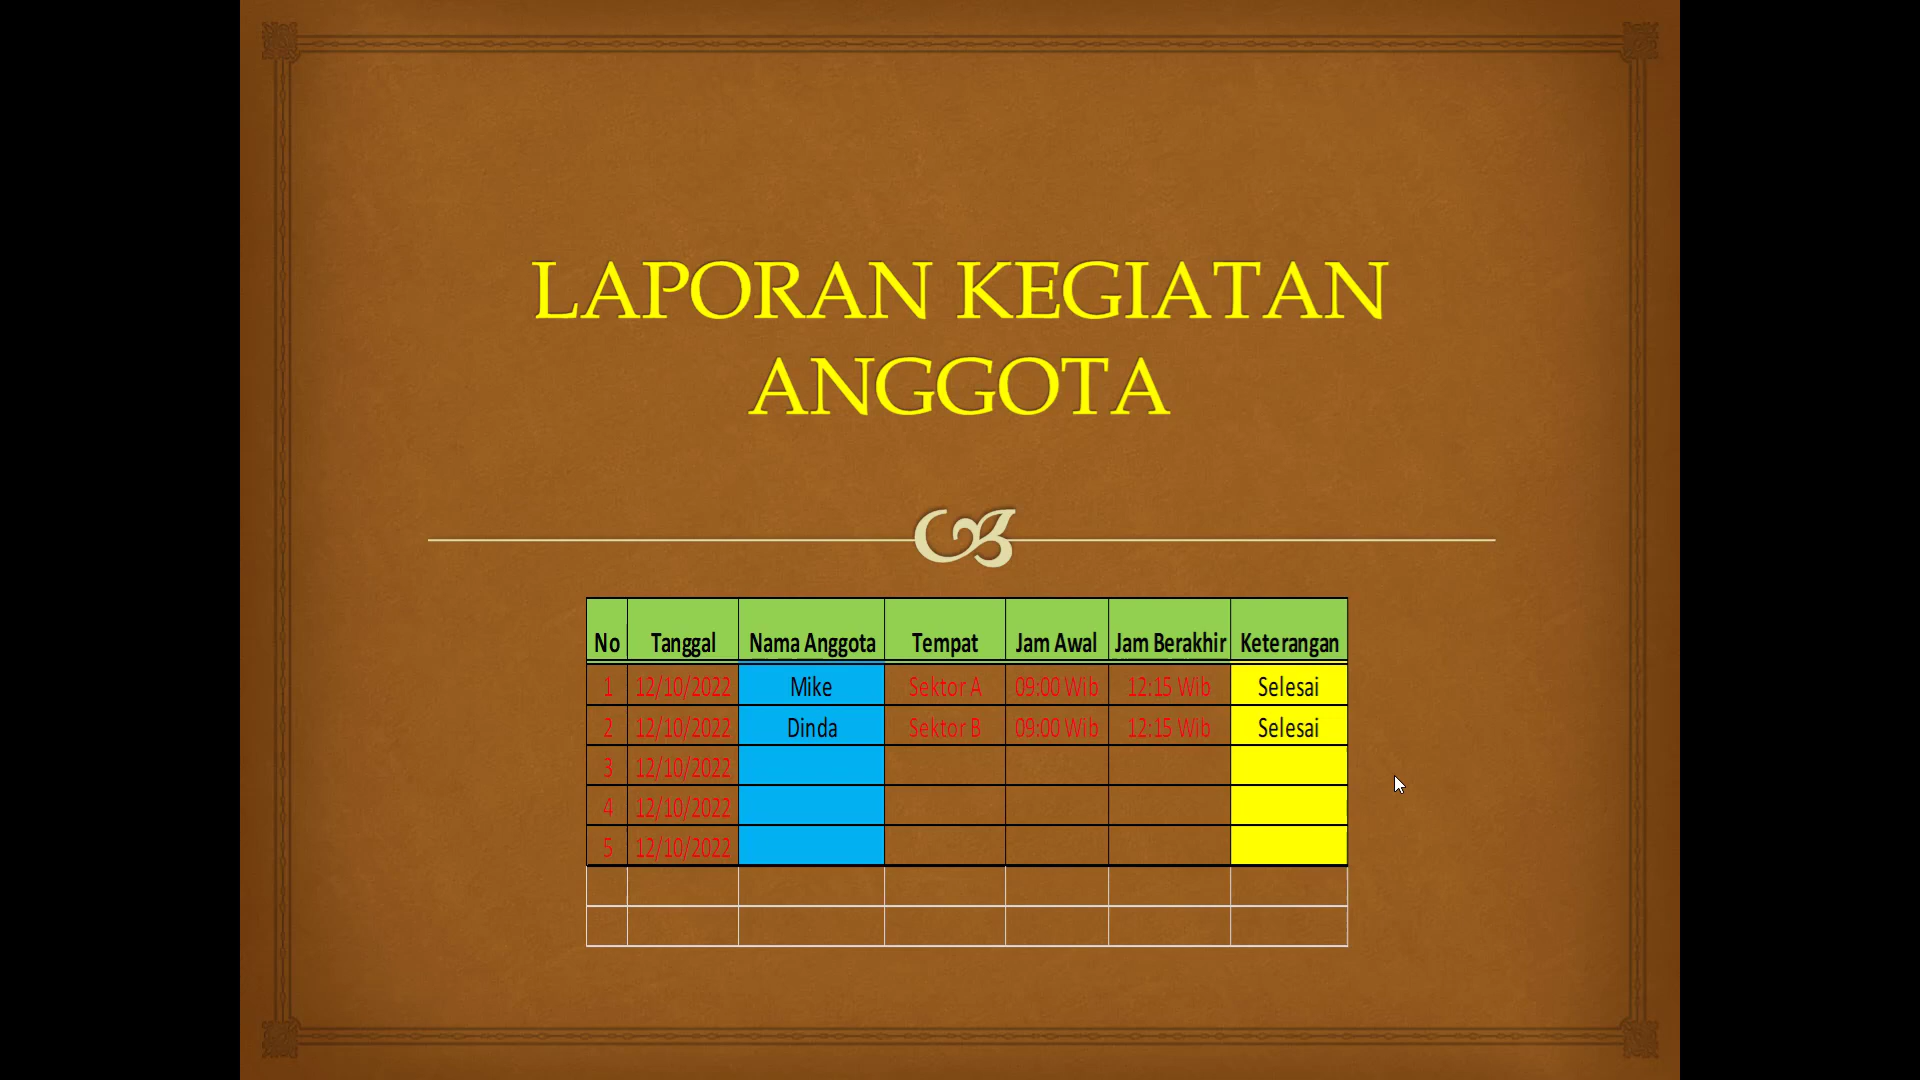 LAPORAN KEGIATAN
ANGGOTA
No Tanggal Nama Anggota Tempat Jam Awal Jam Berakhir Keterangan
1 12/10/2022 Mike Sektor A 09:00 Wib 12:15 Wib Selesai
2 12/10/2022 Dinda Sektor B 09:00 Wib 12:15 Wib Selesai
3 12/10/2022
4 12/10/2022
5 12/10/2022